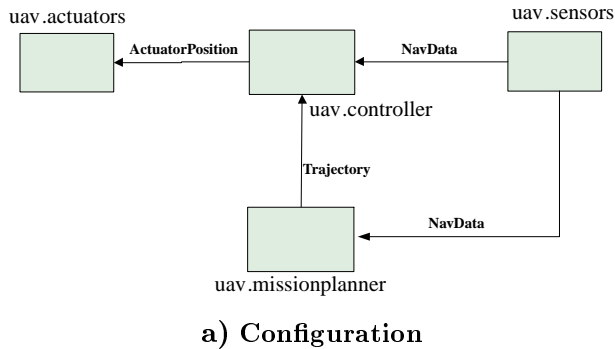 uav.actuators
uav.sensors
ActuatorPosition
NavData
uav.controller
Trajectory
NavData
uav.missionplanner
a) Configuration